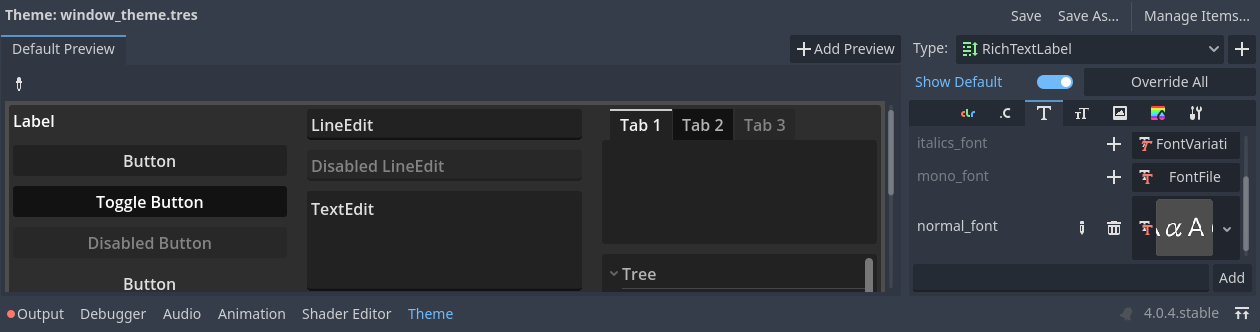 Theme: window_theme.tres
Save Save As... Manage Items...
Default Preview
Add Preview
Type: RichTextLabel
Show Default
Override All
Label
LineEdit
Tab 1 Tab 2 Tab 3
clr .C T TT
Button
Disabled LineEdit
italics_font FontVariati
mono_font FontFile
Toggle Button
TextEdit
normal_font α A
Disabled Button
Tree
Button
Add
Output Debugger Audio Animation Shader Editor Theme
4.0.4.stable